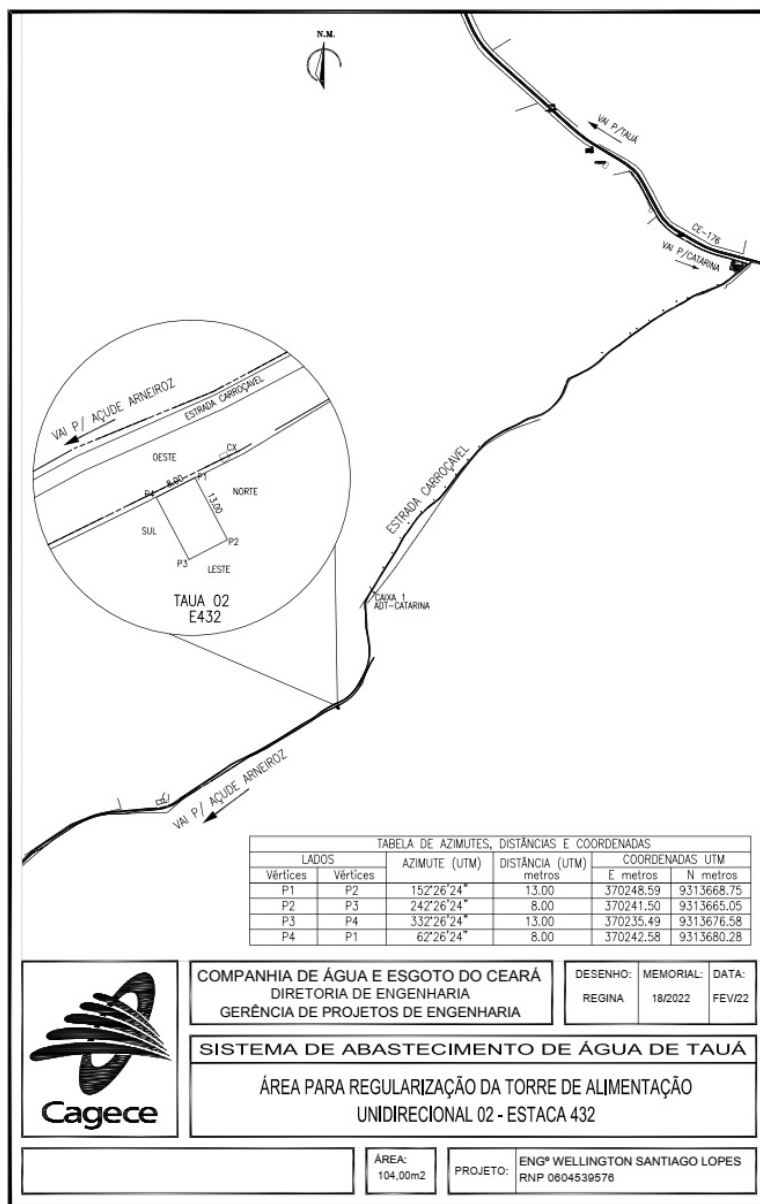 N.M.
VAI P/TAUÁ
CE-176
VAI P/CATARINA
VAI P/ AÇUDE ARNEIROZ
ESTRADA CARROÇAVEL
OESTE
CX
8.00
P1
P4
NORTE
13.00
SUL
P2
P3
LESTE
TAUA 02
E432
ESTRADA CARROÇAVEL
CAIXA 1
ADT-CATARINA
VAI P/ AÇUDE ARNEIROZ
TABELA DE AZIMUTES, DISTÂNCIAS E COORDENADAS
LADOS AZIMUTE (UTM) DISTÂNCIA (UTM) metros COORDENADAS UTM
Vértices Vértices E metros N metros
P1 P2 152°26'24" 13.00 370248.59 9313668.75
P2 P3 242°26'24" 8.00 370241.50 9313665.05
P3 P4 332°26'24" 13.00 370235.49 9313676.58
P4 P1 62°26'24" 8.00 370242.58 9313680.28
Cagece
COMPANHIA DE ÁGUA E ESGOTO DO CEARÁ
DIRETORIA DE ENGENHARIA
GERÊNCIA DE PROJETOS DE ENGENHARIA
DESENHO: MEMORIAL: DATA:
REGINA 18/2022 FEV/22
SISTEMA DE ABASTECIMENTO DE ÁGUA DE TAUÁ
ÁREA PARA REGULARIZAÇÃO DA TORRE DE ALIMENTAÇÃO
UNIDIRECIONAL 02 - ESTACA 432
ÁREA:
104,00m2
PROJETO:
ENGº WELLINGTON SANTIAGO LOPES
RNP 0604539576